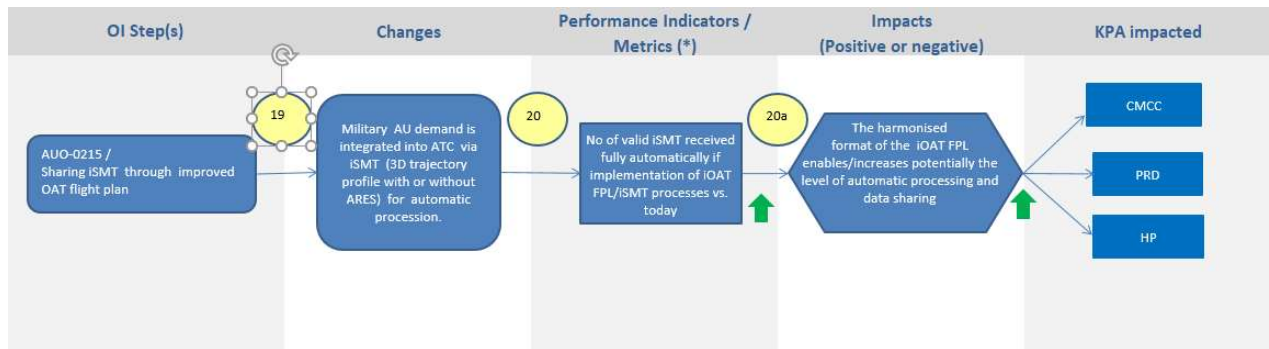 OI Step(s)
Changes
Performance Indicators /
Metrics (*)
Impacts
(Positive or negative)
KPA impacted
AUO-0215 /
Sharing iSMT through improved
OAT flight plan
19
Military AU demand is
integrated into ATC via
iSMT (3D trajectory
profile with or without
ARES) for automatic
procession.
20
No of valid iSMT received
fully automatically if
implementation of iOAT
FPL/iSMT processes vs.
today
20a
The harmonised
format of the iOAT FPL
enables/increases potentially the
level of automatic processing and
data sharing
CMCC
PRD
HP